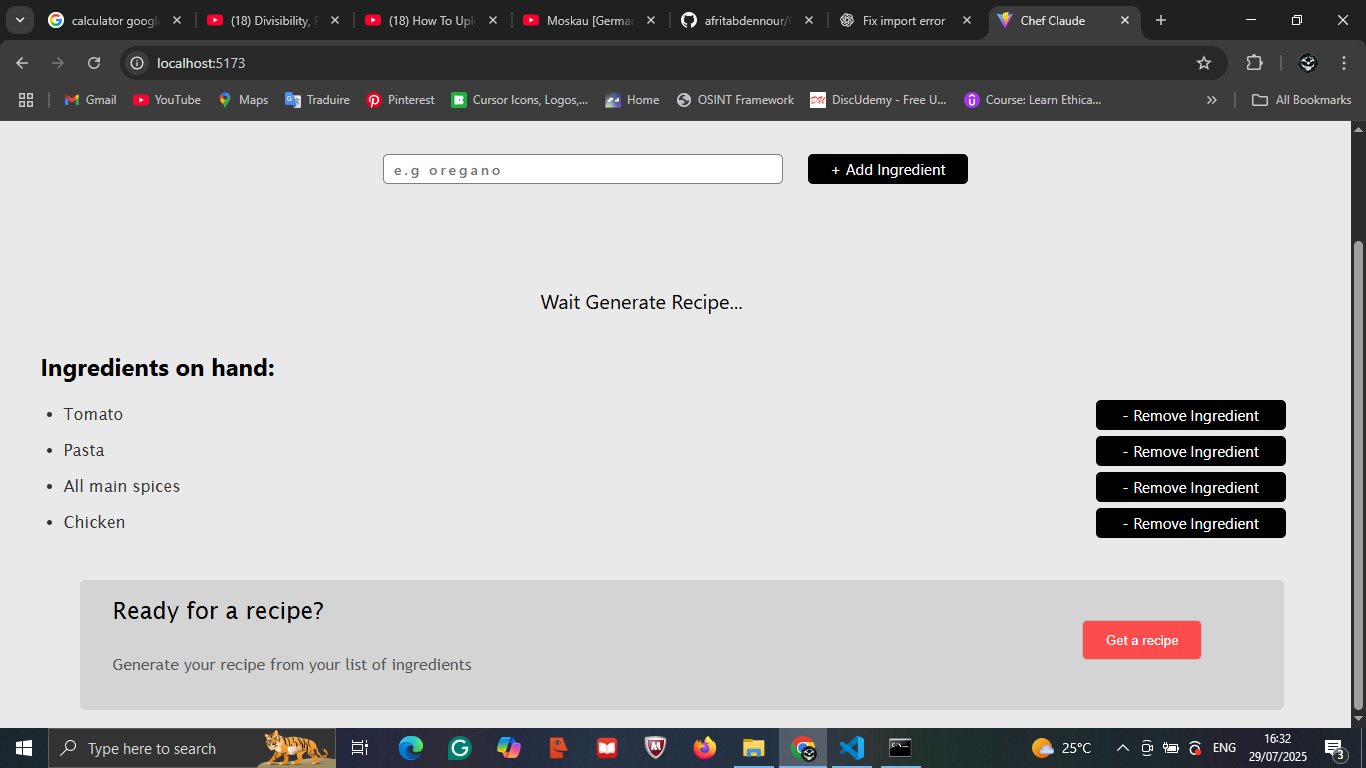 calculator googl
(18) Divisibility,
(18) How To Uplo
Moskau [Germa
afritabdennour/
Fix import error
Chef Claude
localhost:5173
Gmail
YouTube
Maps
Traduire
Pinterest
Cursor Icons, Logos,...
Home
OSINT Framework
DiscUdemy - Free U...
Course: Learn Ethica...
All Bookmarks
e.g oregano
+ Add Ingredient
Wait Generate Recipe...
Ingredients on hand:
• Tomato
- Remove Ingredient
• Pasta
- Remove Ingredient
• All main spices
- Remove Ingredient
• Chicken
- Remove Ingredient
Ready for a recipe?
Generate your recipe from your list of ingredients
Get a recipe
Type here to search
25°C
ENG
16:32
29/07/2025
3